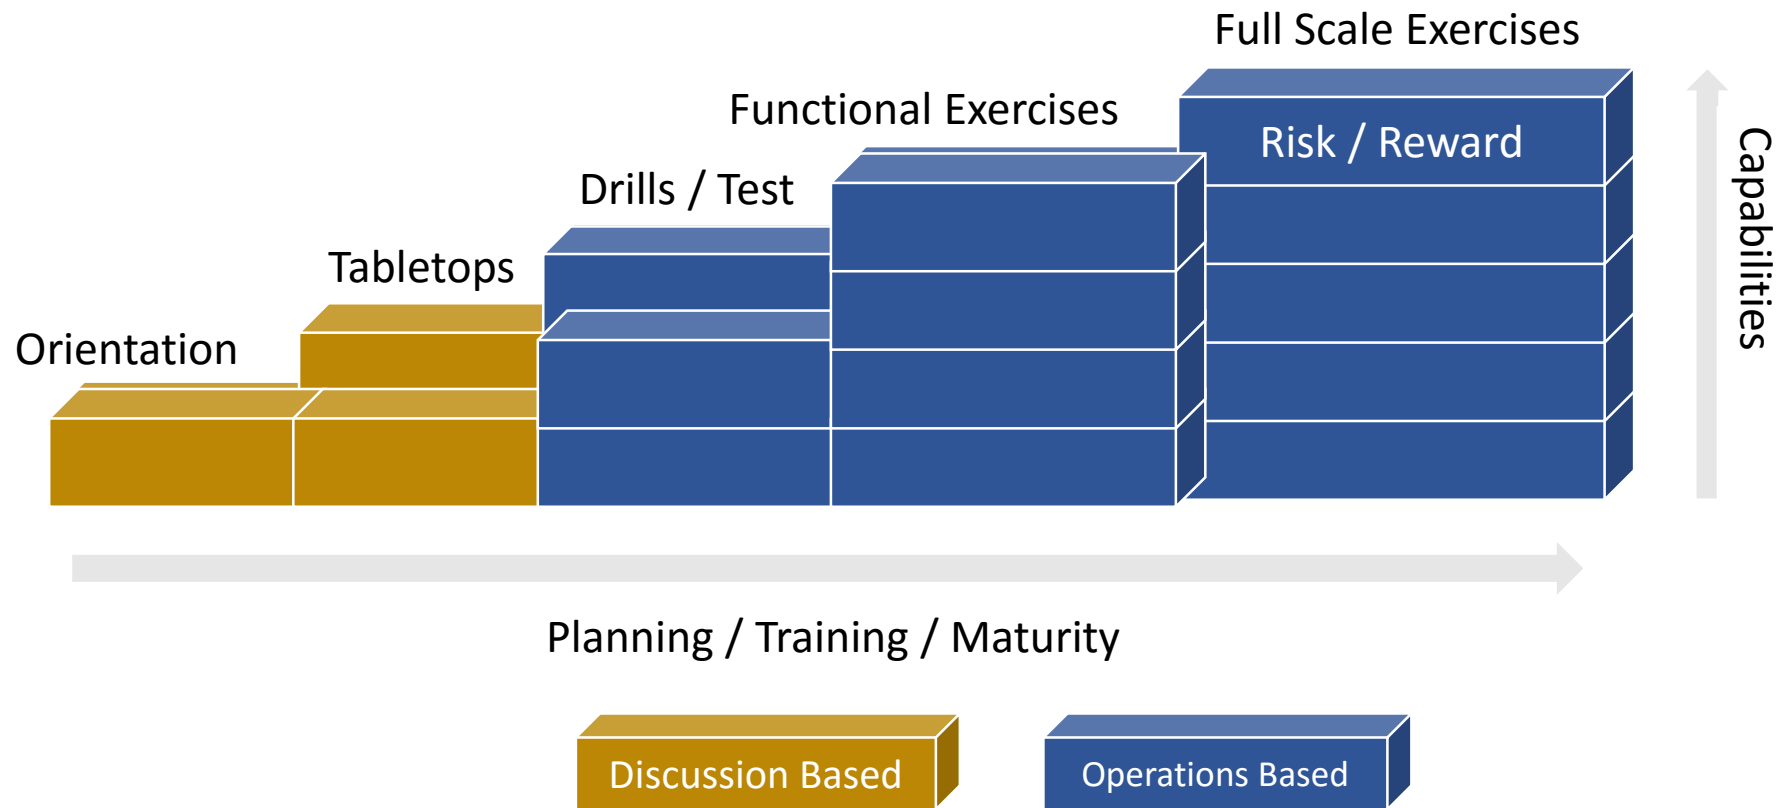 Full Scale Exercises
Functional Exercises
Risk / Reward
Drills / Test
Tabletops
Orientation
Capabilities
Planning / Training / Maturity
Discussion Based
Operations Based